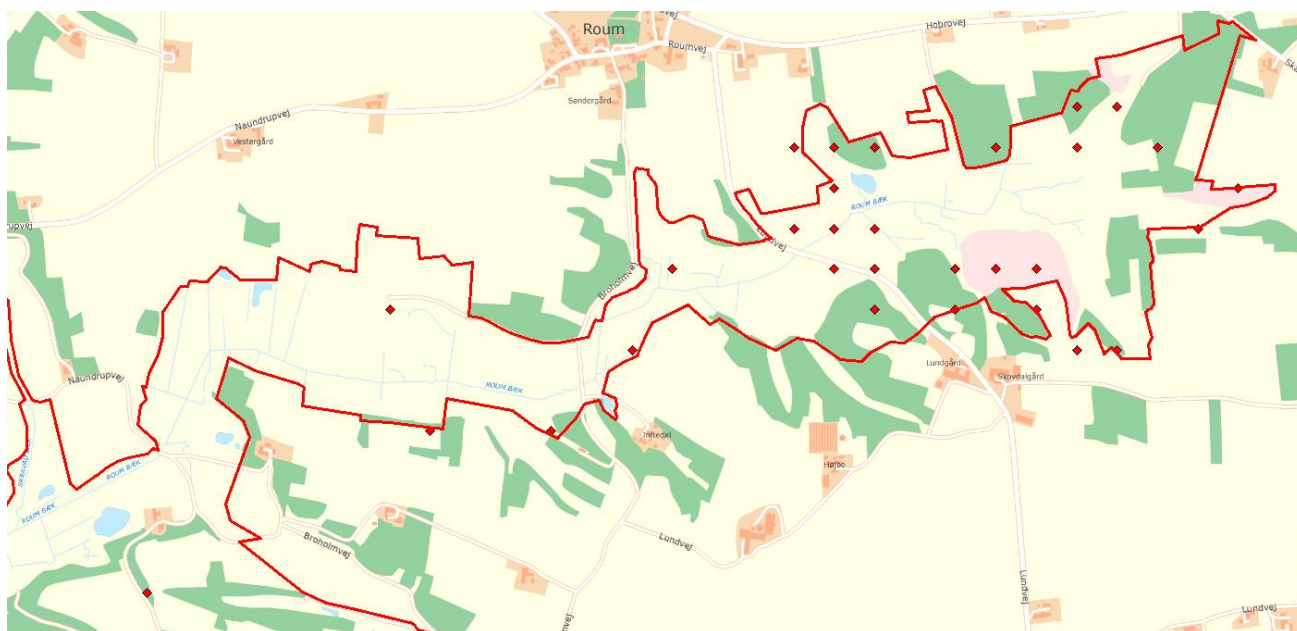 Hobrovej
Roum
Roumvej
Søndergård
Naundrupvej
Vestergård
ROUM BÆK
Lundvej
Broholmvej
Lundgård
Skovdalgård
Naundrupvej
ROUM BÆK
ROUM BÆK
ROUM BÆK
Højbo
Lundvej
Broholmvej
Lundvej
Lundvej